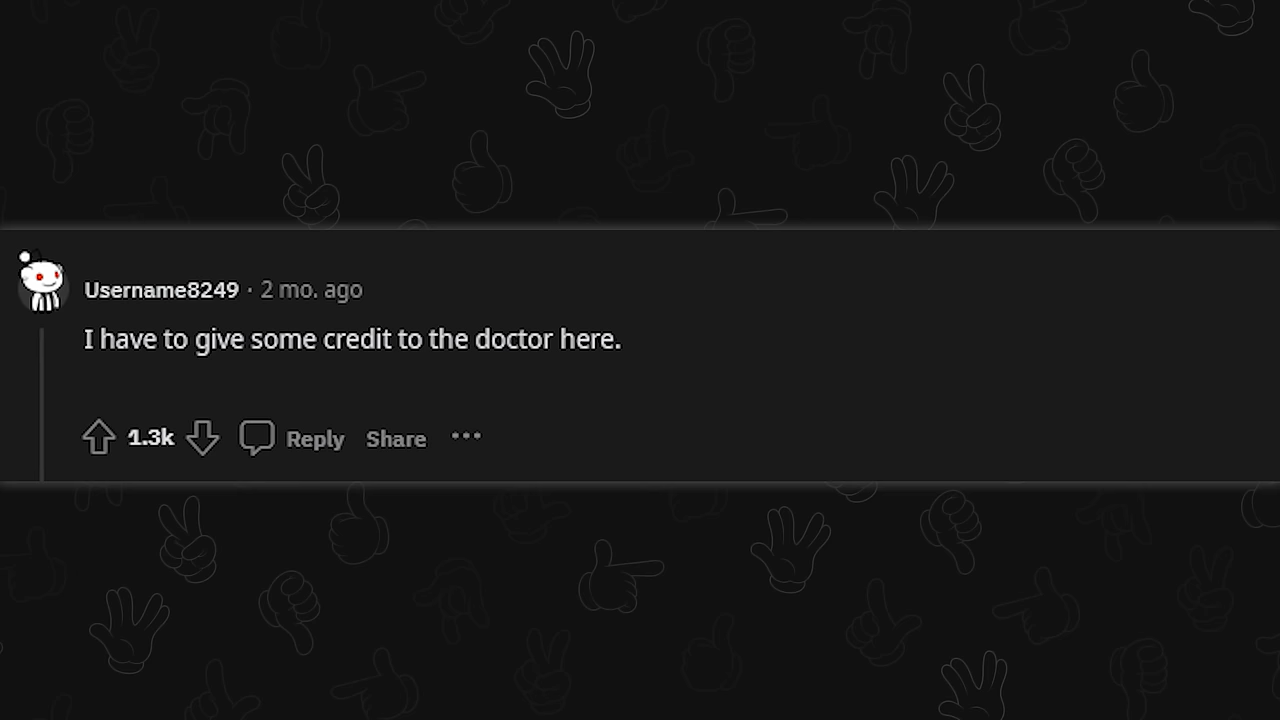 Username8249 · 2 mo. ago
I have to give some credit to the doctor here.
1.3k Reply Share ···